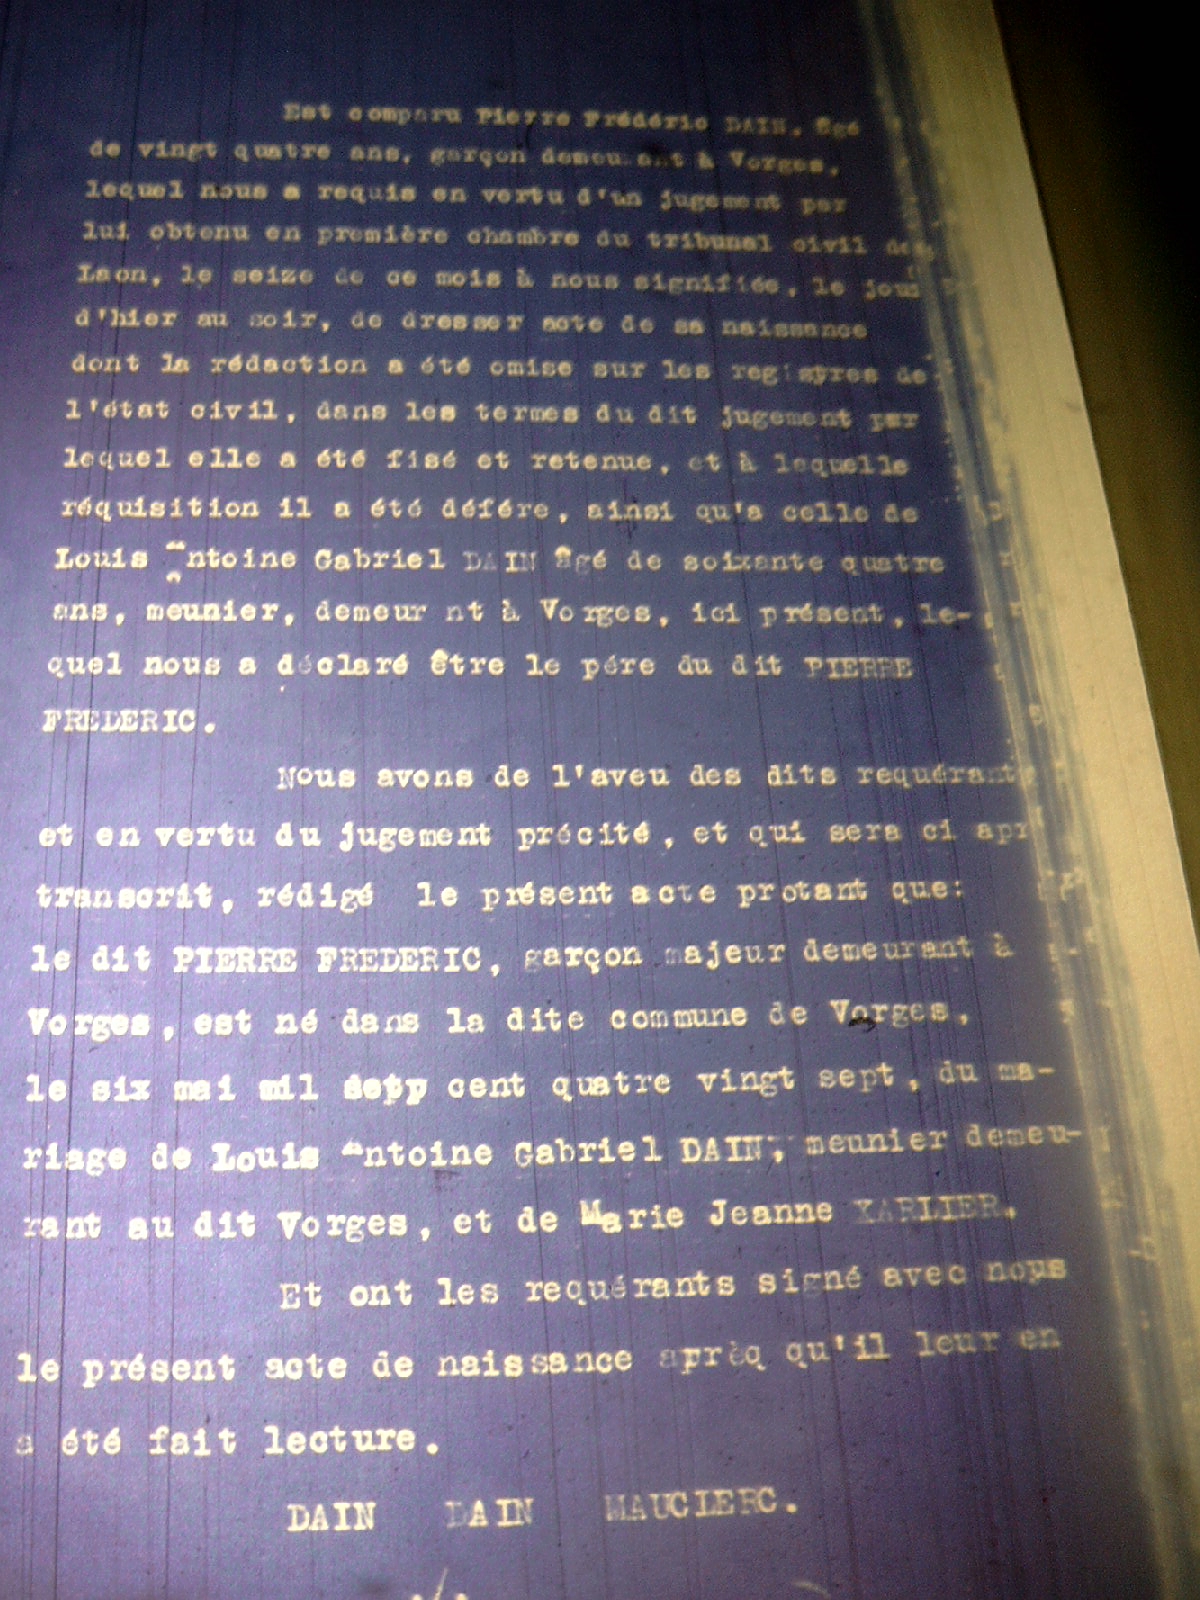 Est comparu Pierre Frédéric DAIN, âgé
de vingt quatre ans, garçon demeurant à Vorges,
lequel nous a requis en vertu d'un jugement par
lui obtenu en première chambre du tribunal civil de
Laon, le seize de ce mois à nous signifiée, le jour
d'hier au soir, de dresser acte de sa naissance
dont la rédaction a été omise sur les registres de
l'état civil, dans les termes du dit jugement par
lequel elle a été fisé et retenue, et à laquelle
réquisition il a été défére, ainsi qu'a celle de
Louis Antoine Gabriel DAIN âgé de soixante quatre
ans, meunier, demeur nt à Vorges, ici présent, le-
quel nous a déclaré être le pére du dit PIERRE
FREDERIC.
Nous avons de l'aveu des dits requérants
et en vertu du jugement précité, et qui sera ci apr
transcrit, rédigé le présent acte protant que:
le dit PIERRE FREDERIC, garçon majeur demeurant à
Vorges, est né dans la dite commune de Vorges,
le six mai mil sept cent quatre vingt sept, du ma-
riage de Louis Antoine Gabriel DAIN, meunier demeu-
rant au dit Vorges, et de Marie Jeanne XARLIER.
Et ont les requérants signé avec nous
le présent acte de naissance aprèq qu'il leur en
a été fait lecture.
DAIN DAIN MAUCLERC.